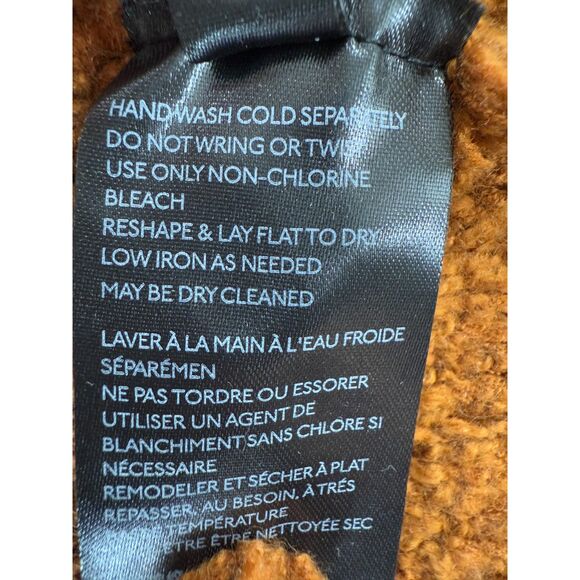 HAND WASH COLD SEPARATELY
DO NOT WRING OR TWIST
USE ONLY NON-CHLORINE
BLEACH
RESHAPE & LAY FLAT TO DRY
LOW IRON AS NEEDED
MAY BE DRY CLEANED
LAVER À LA MAIN À L'EAU FROIDE
SÉPARÉMEN
NE PAS TORDRE OU ESSORER
UTILISER UN AGENT DE
BLANCHIMENT SANS CHLORE SI
NÉCESSAIRE
REMODELER ET SÉCHER À PLAT
REPASSER, AU BESOIN, À TRÉS
TEMPÉRATURE
ÊTRE NETTOYÉE SEC